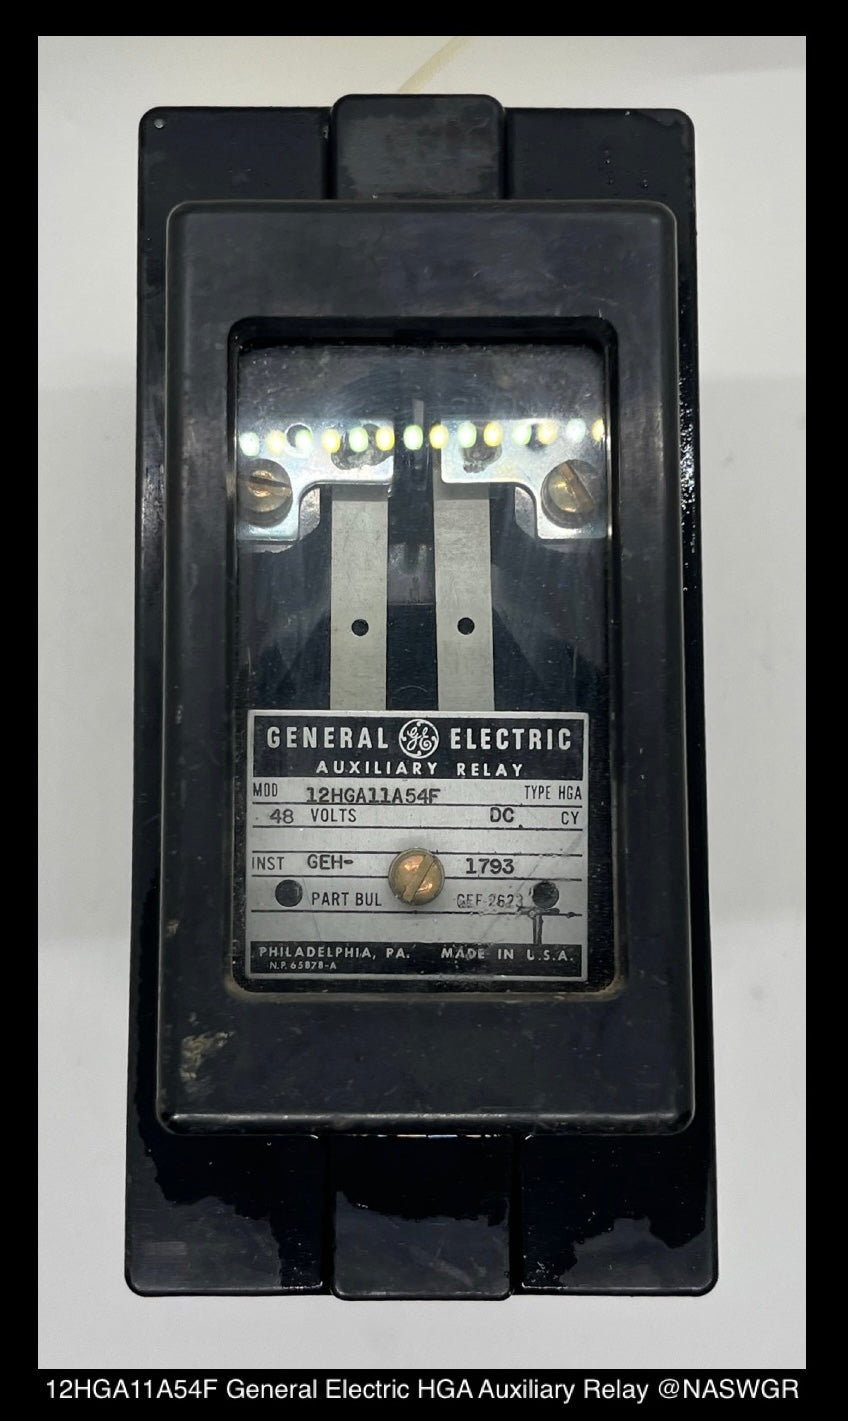 GENERAL GE ELECTRIC
AUXILIARY RELAY
MOD 12HGA11A54F TYPE HGA
48 VOLTS DC CY
INST GEH- 1793
PART BUL GEF-2623
PHILADELPHIA, PA. MADE IN U.S.A.
N.P. 65878-A
12HGA11A54F General Electric HGA Auxiliary Relay @NASWGR